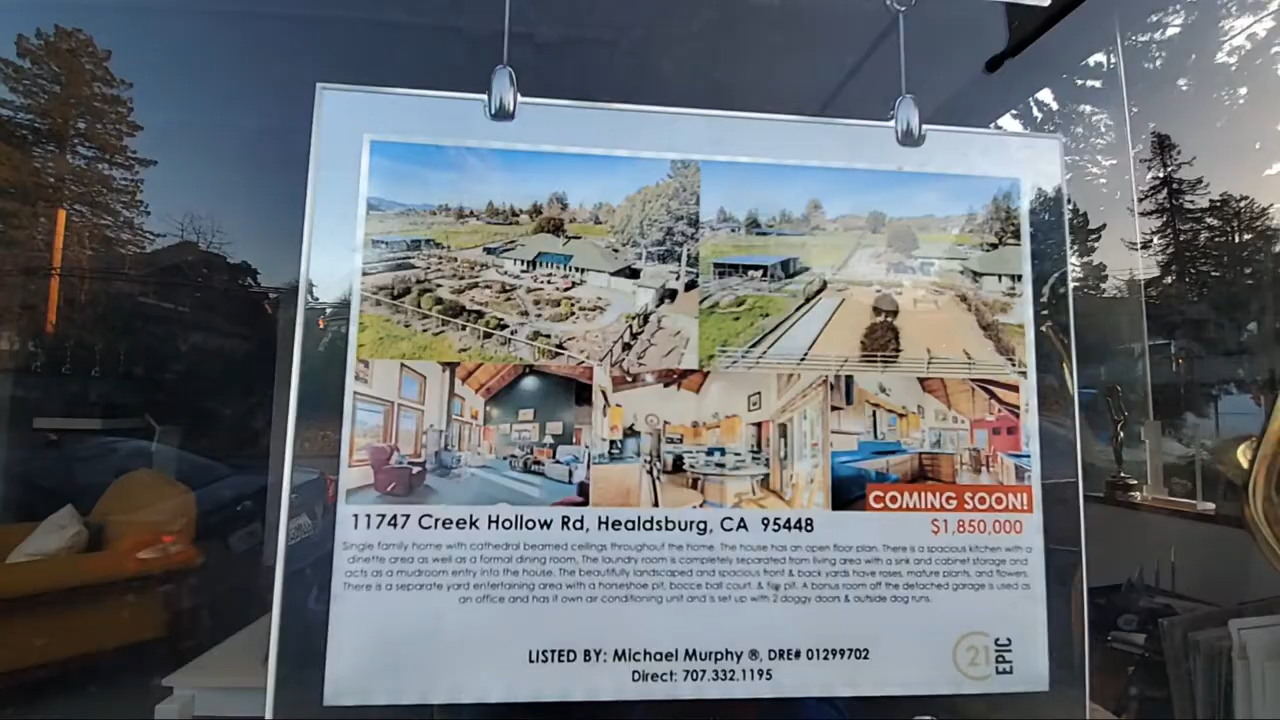 COMING SOON!
11747 Creek Hollow Rd, Healdsburg, CA 95448
$1,850,000
Single family home with cathedral beamed ceilings throughout the home. The house has an open floor plan. There is a spacious kitchen with a
dinette area as well as a formal dining room. The laundry room is completely separated from living area with a sink and cabinet storage and
acts as a mudroom entry into the house. The beautifully landscaped and spacious front & back yards have roses, mature plants, and flowers.
There is a separate yard entertaining area with a horseshoe pit, bocce ball court, & fire pit. A bonus room off the detached garage is used as
an office and has it own air conditioning unit and is set up with 2 doggy doors & outside dog runs.
LISTED BY: Michael Murphy ®, DRE# 01299702
Direct: 707.332.1195
21 EPIC